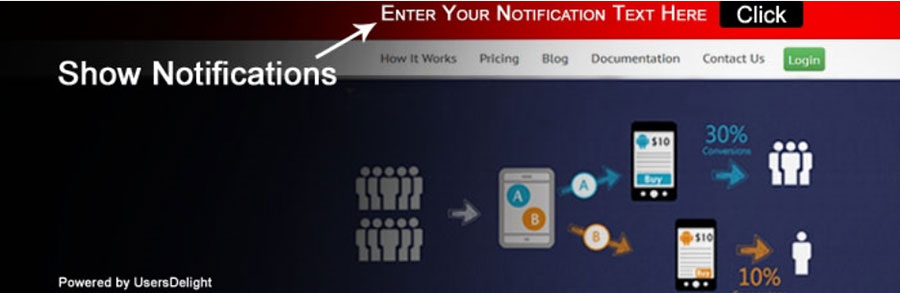 ENTER YOUR NOTIFICATION TEXT HERE Click
Show Notifications
How It Works Pricing Blog Documentation Contact Us Login
A
B
A
B
$10
Buy
30%
Conversions
$10
Buy
10%
Powered by UsersDelight